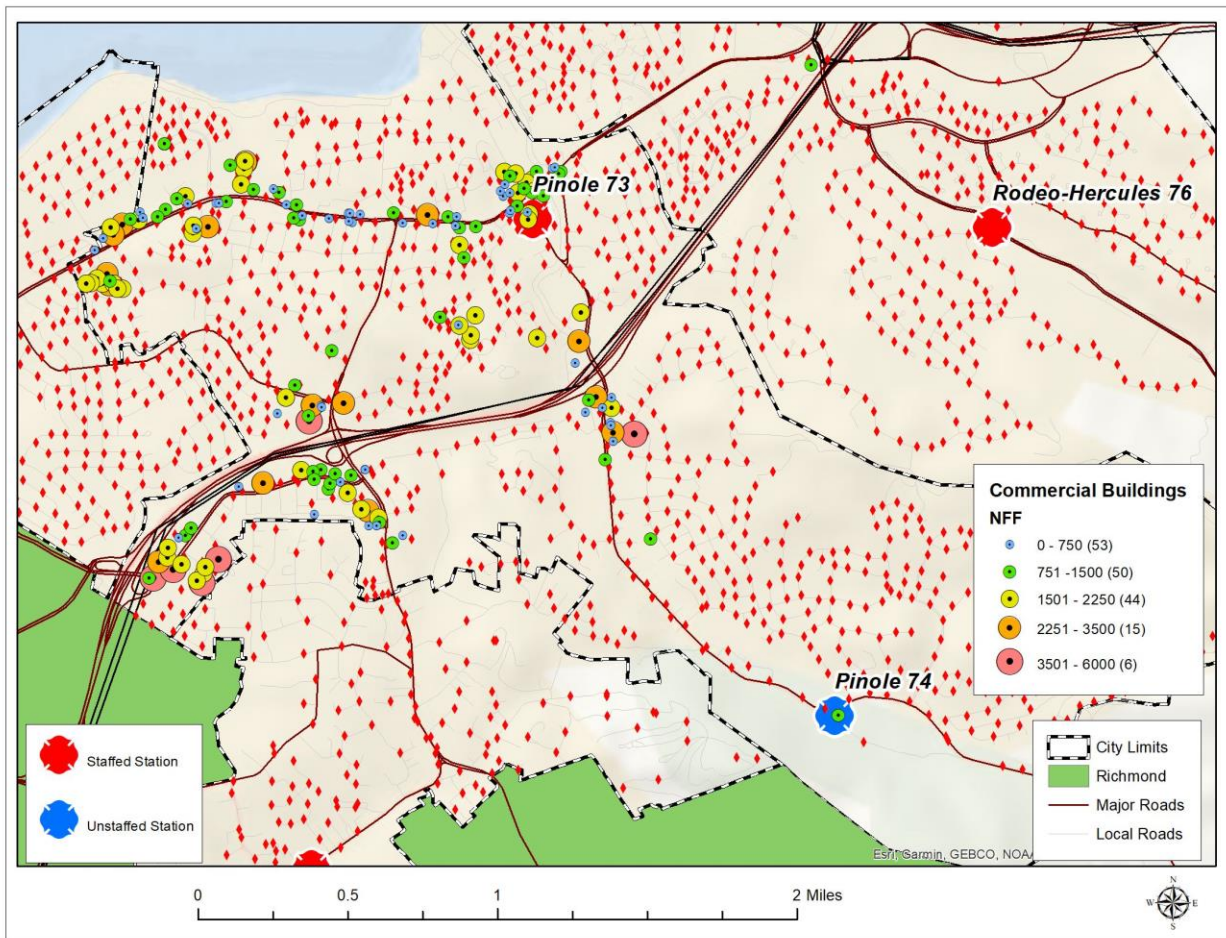 Pinole 73
Rodeo-Hercules 76
Pinole 74
Commercial Buildings
NFF
0 - 750 (53)
751 -1500 (50)
1501 - 2250 (44)
2251 - 3500 (15)
3501 - 6000 (6)
Staffed Station
Unstaffed Station
City Limits
Richmond
Major Roads
Local Roads
Esri, Garmin, GEBCO,
0 0.5 1 2 Miles
N
W E
S